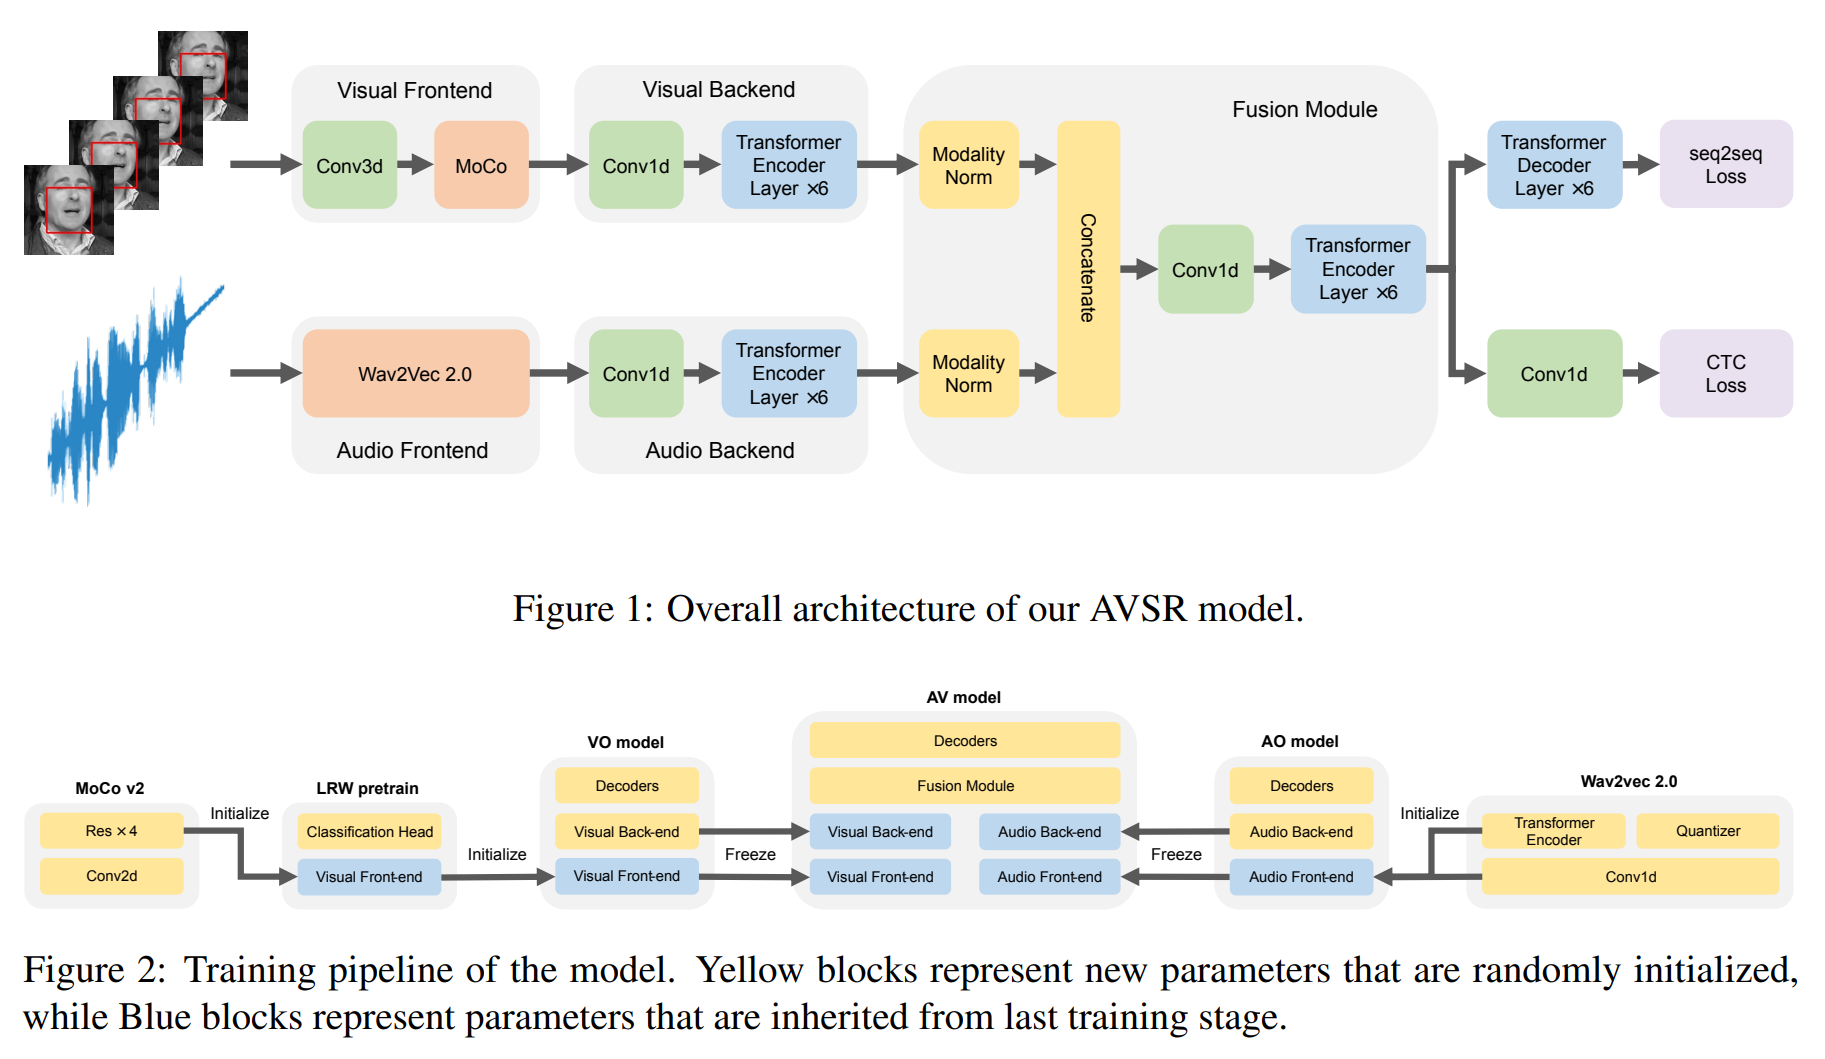 Visual Frontend
Conv3d
MoCo
Visual Backend
Conv1d
Transformer
Encoder
Layer ×6
Fusion Module
Modality
Norm
Concatenate
Conv1d
Transformer
Encoder
Layer ×6
Transformer
Decoder
Layer ×6
seq2seq
Loss
Wav2Vec 2.0
Audio Frontend
Conv1d
Transformer
Encoder
Layer ×6
Audio Backend
Modality
Norm
Conv1d
CTC
Loss
Figure 1: Overall architecture of our AVSR model.
MoCo v2
Res × 4
Conv2d
Initialize
LRW pretrain
Classification Head
Visual Front-end
Initialize
VO model
Decoders
Visual Back-end
Visual Front-end
Freeze
AV model
Decoders
Fusion Module
Visual Back-end
Audio Back-end
Visual Front-end
Audio Front-end
Freeze
AO model
Decoders
Audio Back-end
Audio Front-end
Initialize
Wav2vec 2.0
Transformer
Encoder
Quantizer
Conv1d
Figure 2: Training pipeline of the model. Yellow blocks represent new parameters that are randomly initialized,
while Blue blocks represent parameters that are inherited from last training stage.